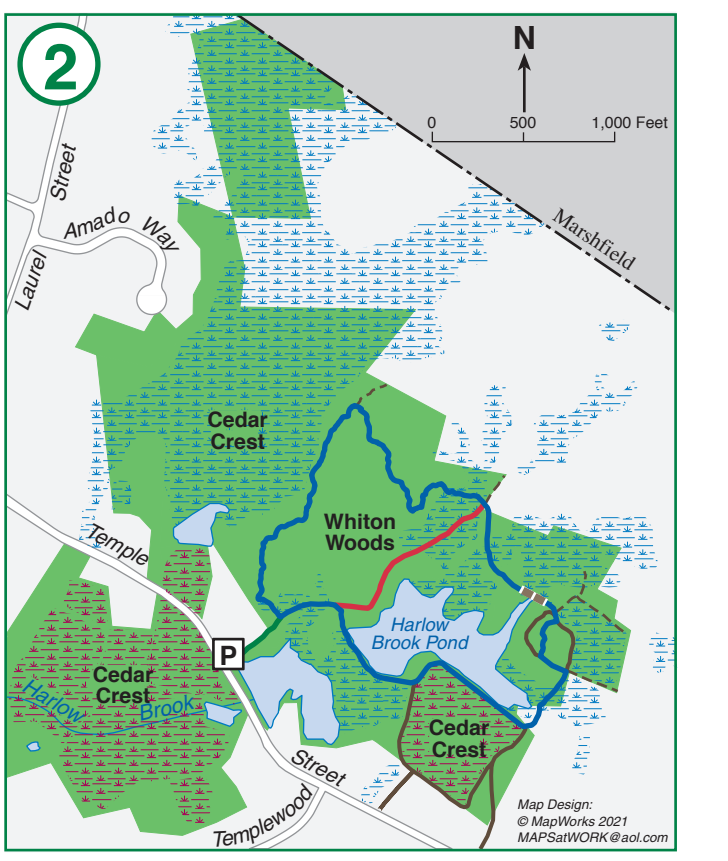 2
N
0 500 1,000 Feet
Marshfield
Laurel Street
Amado Way
Cedar
Crest
Whiton
Woods
Temple Street
Harlow
Brook Pond
P
Cedar
Crest
Harlow Brook
Cedar
Crest
Templewood
Map Design:
© MapWorks 2021
MAPSatWORK@aol.com